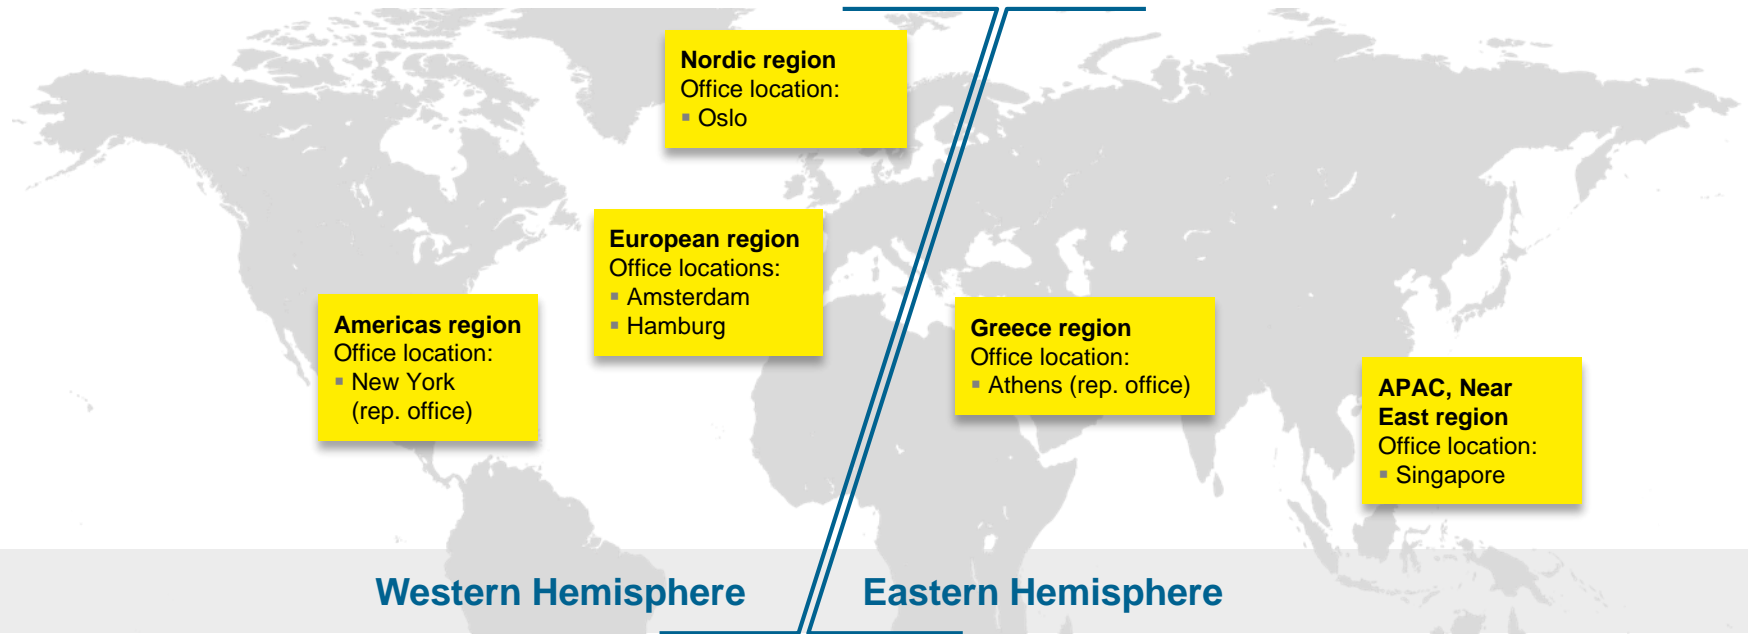 Nordic region
Office location:
▪ Oslo
European region
Office locations:
▪ Amsterdam
▪ Hamburg
Americas region
Office location:
▪ New York
(rep. office)
Greece region
Office location:
▪ Athens (rep. office)
APAC, Near
East region
Office location:
▪ Singapore
Western Hemisphere
Eastern Hemisphere